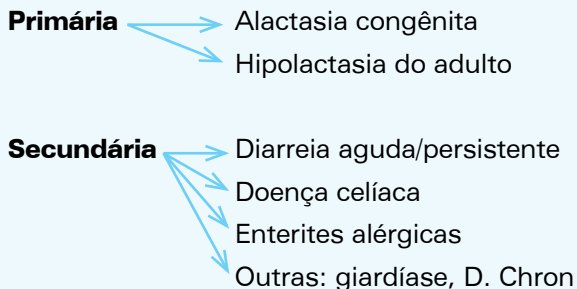 Primária Alactasia congênita
Hipolactasia do adulto
Secundária Diarreia aguda/persistente
Doença celíaca
Enterites alérgicas
Outras: giardíase, D. Chron